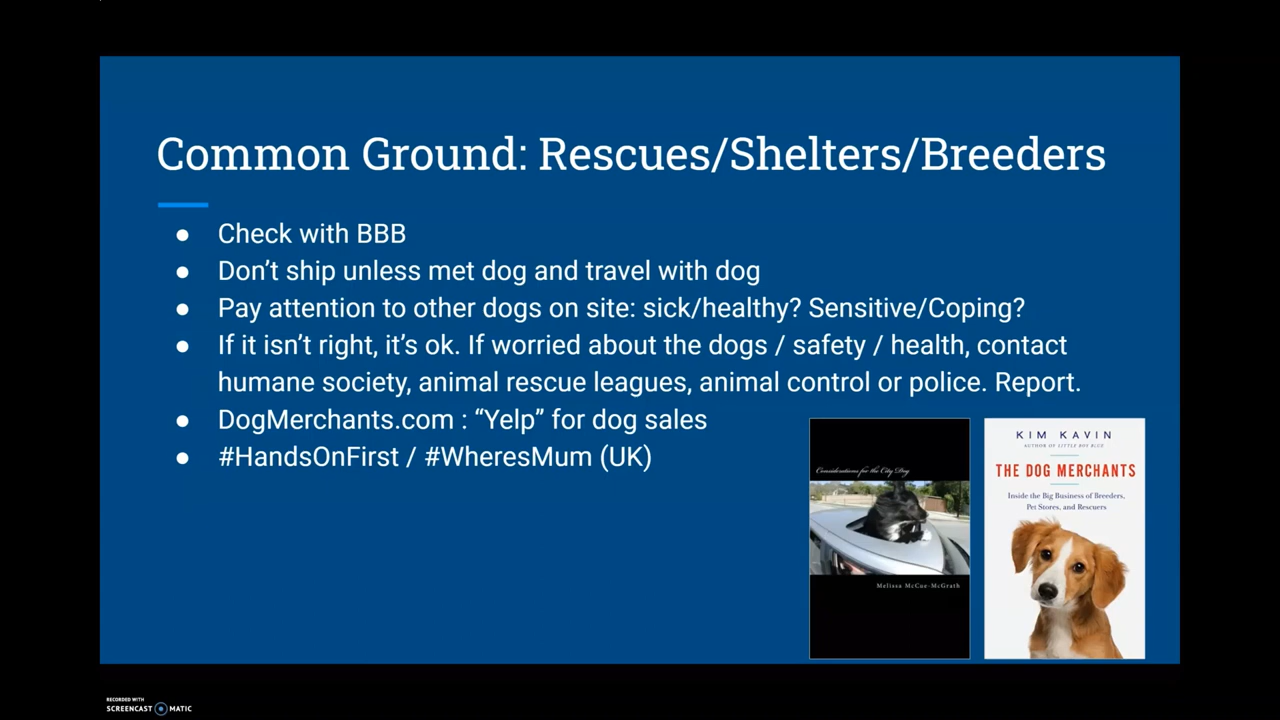 Common Ground: Rescues/Shelters/Breeders
● Check with BBB
● Don’t ship unless met dog and travel with dog
● Pay attention to other dogs on site: sick/healthy? Sensitive/Coping?
● If it isn’t right, it’s ok. If worried about the dogs / safety / health, contact
humane society, animal rescue leagues, animal control or police. Report.
● DogMerchants.com : “Yelp” for dog sales
● #HandsOnFirst / #WheresMum (UK)
Considerations for the City Dog
Melissa McCue-McGrath
KIM KAVIN
AUTHOR OF LITTLE BOY BLUE
THE DOG MERCHANTS
Inside the Big Business of Breeders,
Pet Stores, and Rescuers
RECORDED WITH
SCREENCAST MATIC